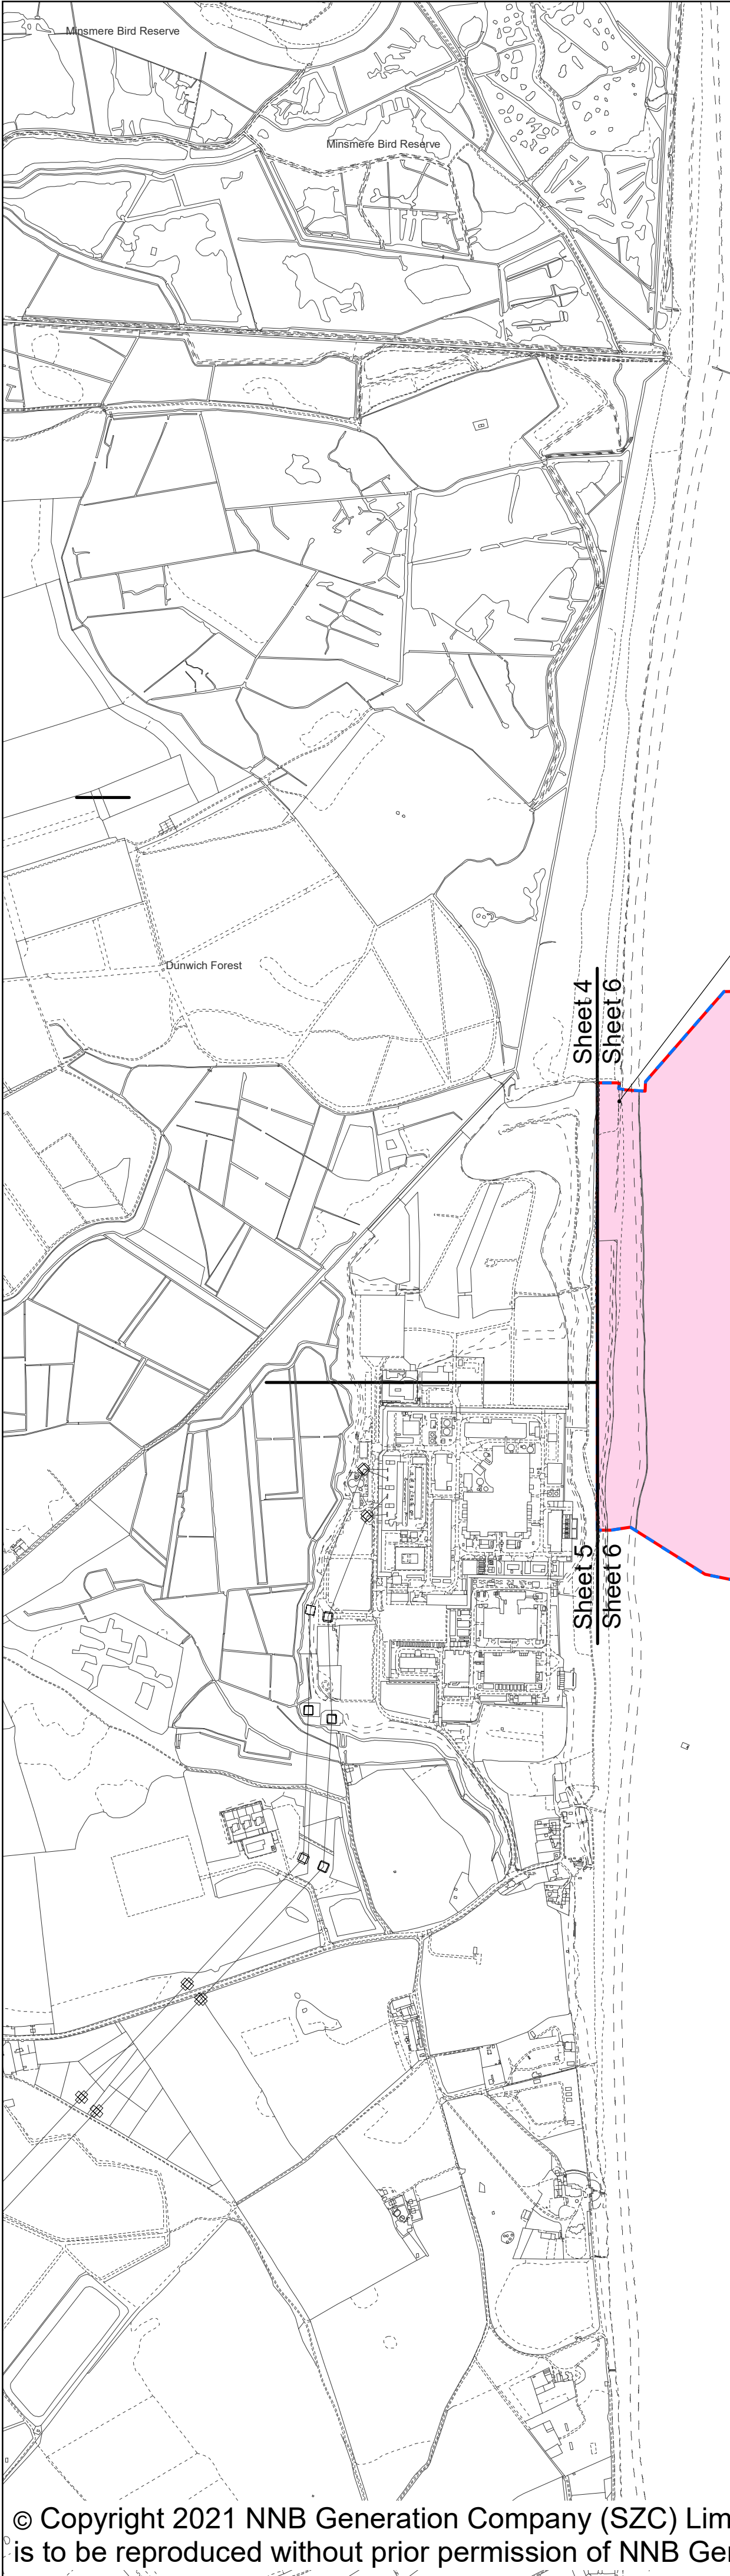 Minsmere Bird Reserve
Minsmere Bird Reserve
Dunwich Forest
Sheet 4
Sheet 6
Sheet 5
Sheet 6
© Copyright 2021 NNB Generation Company (SZC) Lim
is to be reproduced without prior permission of NNB Ge